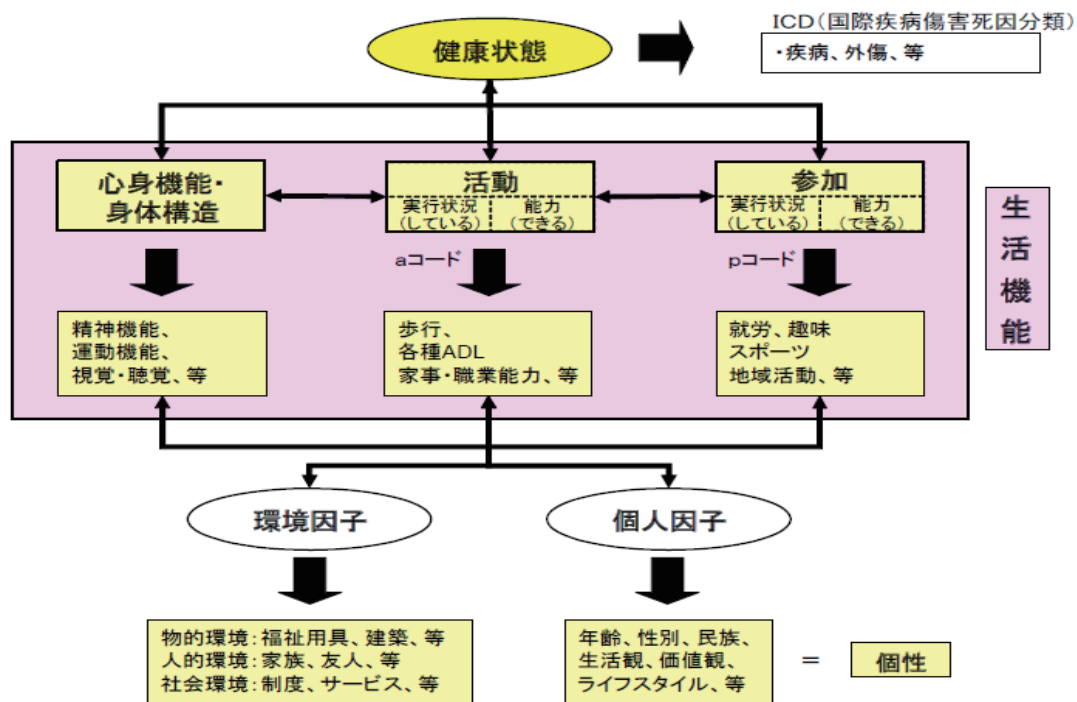 ICD(国際疾病傷害死因分類)
健康状態
・疾病、外傷、等
心身機能・
身体構造
活動
実行状況
(している)
能力
(できる)
参加
実行状況
(している)
能力
(できる)
生活機能
aコード
pコード
精神機能、
運動機能、
視覚・聴覚、等
歩行、
各種ADL
家事・職業能力、等
就労、趣味
スポーツ
地域活動、等
環境因子
個人因子
物的環境:福祉用具、建築、等
人的環境:家族、友人、等
社会環境:制度、サービス、等
年齢、性別、民族、
生活観、価値観、
ライフスタイル、等
=
個性